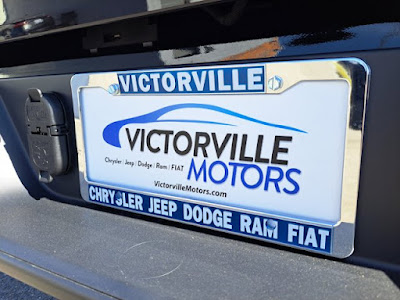 VICTORVILLE
VICTORVILLE
Chrysler | Jeep | Dodge | Ram | FIAT
MOTORS
VictorvilleMotors.com
CHRYSLER JEEP DODGE RAM FIAT